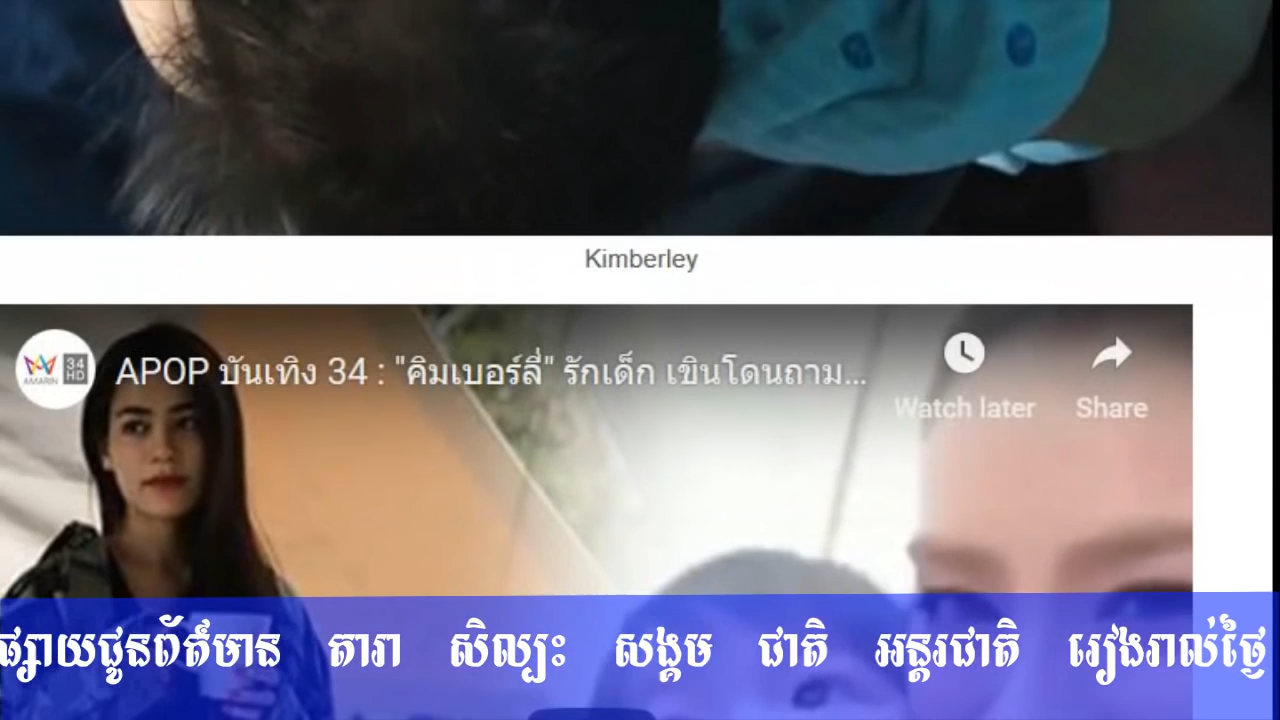 Kimberley
34
HD
AMARIN
APOP บันเทิง 34 : "คิมเบอร์ลี่" รักเด็ก เขินโดนถาม...
Watch later
Share
ផ្សាយជូនព័ត៌មាន តារា សិល្បះ សង្គម ជាតិ អន្តរជាតិ រៀងរាល់ថ្ងៃ